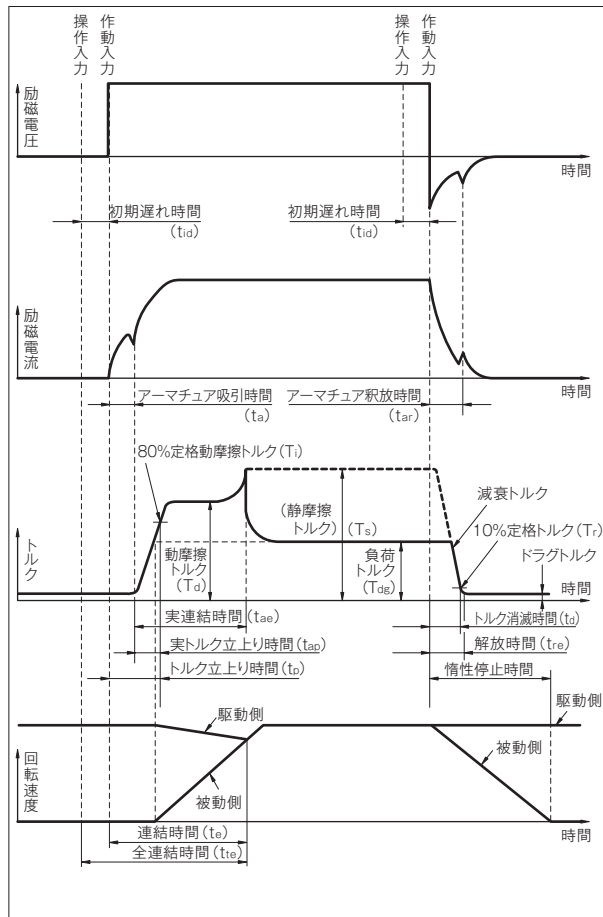 操作入力
作動入力
操作入力
作動入力
励磁電圧
時間
初期遅れ時間
(tid)
初期遅れ時間
(tid)
励磁電流
時間
アーマチュア吸引時間
(ta)
アーマチュア釈放時間
(tar)
80%定格動摩擦トルク(Ti)
トルク
動摩擦
トルク
(Td)
(静摩擦
トルク) (Ts)
負荷
トルク
(Tdg)
減衰トルク
10%定格トルク(Tr)
ドラグトルク
時間
実連結時間(tae)
トルク消滅時間(td)
実トルク立上り時間(tap)
解放時間(tre)
トルク立上り時間(tp)
惰性停止時間
駆動側
駆動側
回転速度
被動側
被動側
時間
連結時間(te)
全連結時間(tte)